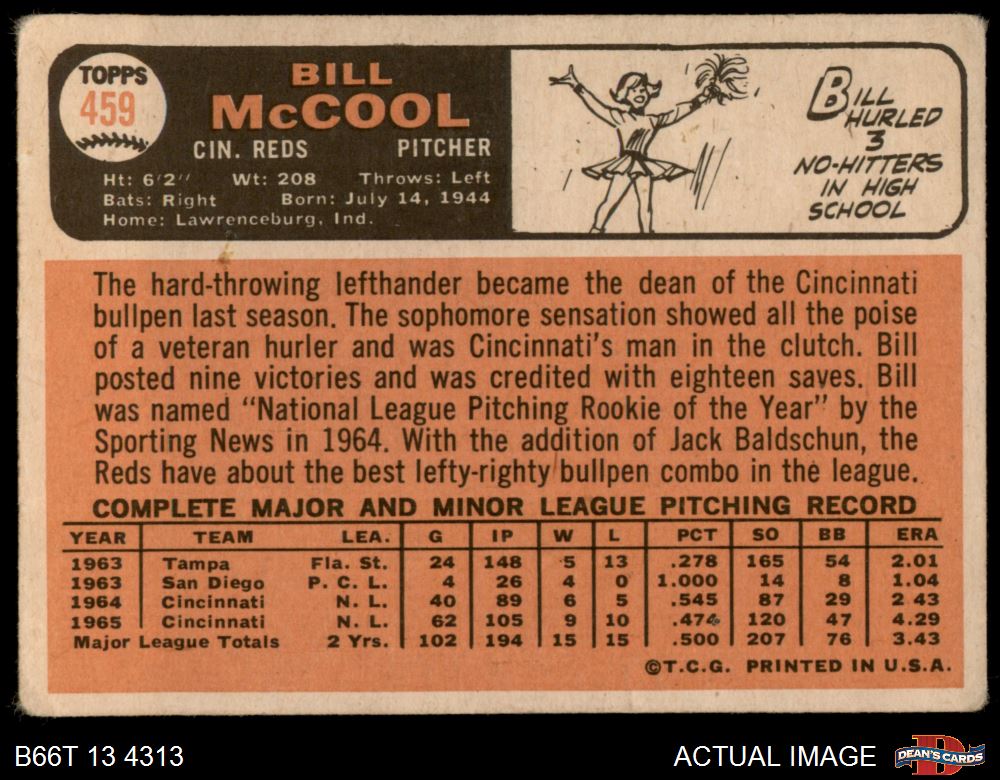 TOPPS
459
BILL
McCOOL
CIN. REDS PITCHER
Ht: 6'2" Wt: 208 Throws: Left
Bats: Right Born: July 14, 1944
Home: Lawrenceburg, Ind.
BILL
HURLED
3
NO-HITTERS
IN HIGH
SCHOOL
The hard-throwing lefthander became the dean of the Cincinnati
bullpen last season. The sophomore sensation showed all the poise
of a veteran hurler and was Cincinnati's man in the clutch. Bill
posted nine victories and was credited with eighteen saves. Bill
was named "National League Pitching Rookie of the Year" by the
Sporting News in 1964. With the addition of Jack Baldschun, the
Reds have about the best lefty-righty bullpen combo in the league.
COMPLETE MAJOR AND MINOR LEAGUE PITCHING RECORD
YEAR TEAM LEA. G IP W L PCT SO BB ERA
1963 Tampa Fla. St. 24 148 5 13 .278 165 54 2.01
1963 San Diego P. C. L. 4 26 4 0 1.000 14 8 1.04
1964 Cincinnati N. L. 40 89 6 5 .545 87 29 2 43
1965 Cincinnati N. L. 62 105 9 10 .474 120 47 4.29
Major League Totals 2 Yrs. 102 194 15 15 .500 207 76 3.43
©T.C.G. PRINTED IN U.S.A.
B66T 13 4313 ACTUAL IMAGE DEAN'S CARDS